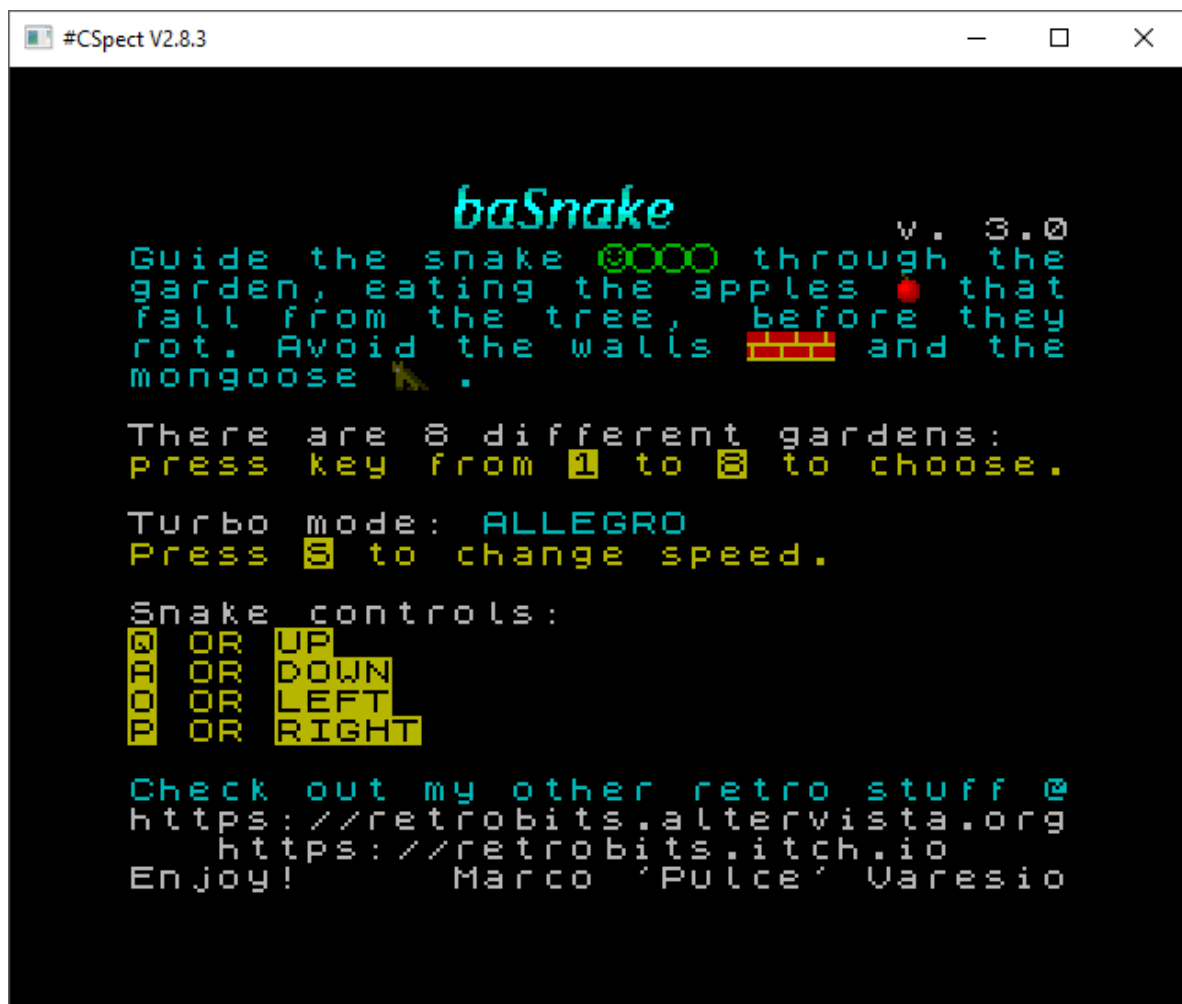 #CSpect V2.8.3
baSnake
v. 3.0
Guide the snake through the
garden, eating the apples that
fall from the tree, before they
rot. Avoid the walls and the
mongoose .
There are 8 different gardens:
press key from 1 to 8 to choose.
Turbo mode: ALLEGRO
Press S to change speed.
Snake controls:
Q OR UP
A OR DOWN
O OR LEFT
P OR RIGHT
Check out my other retro stuff @
https://retrobits.altervista.org
https://retrobits.itch.io
Enjoy! Marco 'Pulce' Varesio